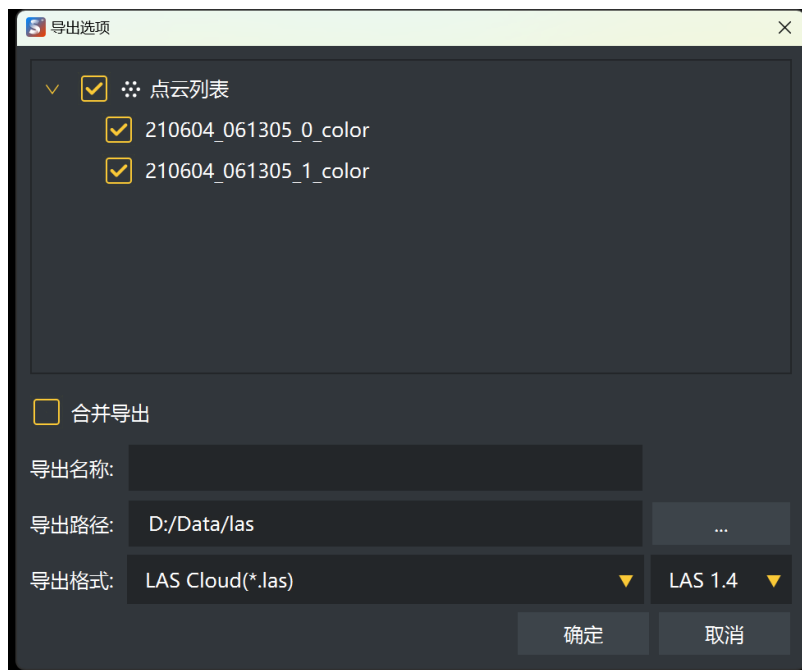 导出选项
点云列表
210604_061305_0_color
210604_061305_1_color
合并导出
导出名称:
导出路径: D:/Data/las ...
导出格式: LAS Cloud(*.las) LAS 1.4
确定 取消